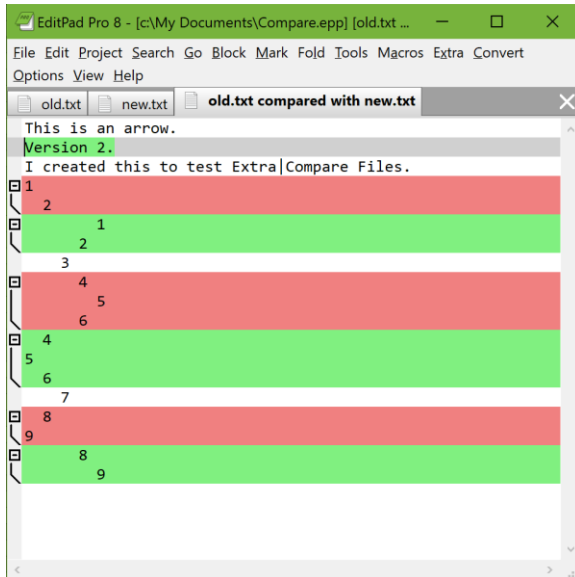 EditPad Pro 8 - [c:\My Documents\Compare.epp] [old.txt ...
File Edit Project Search Go Block Mark Fold Tools Macros Extra Convert
Options View Help
old.txt new.txt old.txt compared with new.txt
This is an arrow.
Version 2.
I created this to test Extra|Compare Files.
1
2
1
2
3
4
5
6
4
5
6
7
8
9
8
9